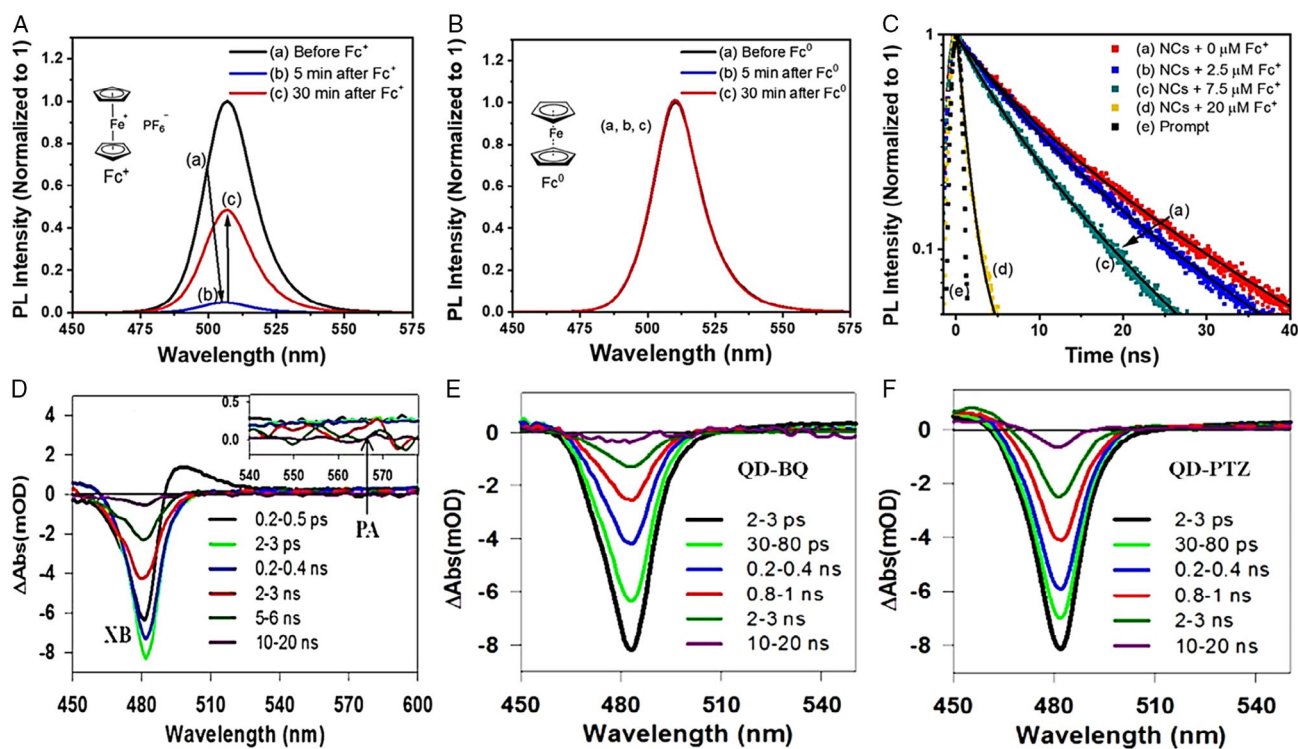 A
PL Intensity (Normalized to 1)
1.0
0.8
0.6
0.4
0.2
0.0
450
475
500
525
550
575
Wavelength (nm)
(a) Before Fc⁺
(b) 5 min after Fc⁺
(c) 30 min after Fc⁺
Fe⁺
PF₆⁻
Fc⁺
(a)
(c)
(b)
B
PL Intensity (Normalized to 1)
1.0
0.8
0.6
0.4
0.2
0.0
450
475
500
525
550
575
Wavelength (nm)
(a) Before Fc⁰
(b) 5 min after Fc⁰
(c) 30 min after Fc⁰
Fe
Fc⁰
(a, b, c)
C
PL Intensity (Normalized to 1)
1
0.1
0
10
20
30
40
Time (ns)
(a) NCs + 0 μM Fc⁺
(b) NCs + 2.5 μM Fc⁺
(c) NCs + 7.5 μM Fc⁺
(d) NCs + 20 μM Fc⁺
(e) Prompt
(a)
(c)
(d)
(e)
D
ΔAbs(mOD)
4
2
0
-2
-4
-6
-8
450
480
510
540
570
600
Wavelength (nm)
0.5
0.0
540
550
560
570
PA
XB
0.2-0.5 ps
2-3 ps
0.2-0.4 ns
2-3 ns
5-6 ns
10-20 ns
E
ΔAbs(mOD)
0
-2
-4
-6
-8
450
480
510
540
Wavelength (nm)
QD-BQ
2-3 ps
30-80 ps
0.2-0.4 ns
0.8-1 ns
2-3 ns
10-20 ns
F
ΔAbs(mOD)
0
-2
-4
-6
-8
450
480
510
540
Wavelength (nm)
QD-PTZ
2-3 ps
30-80 ps
0.2-0.4 ns
0.8-1 ns
2-3 ns
10-20 ns